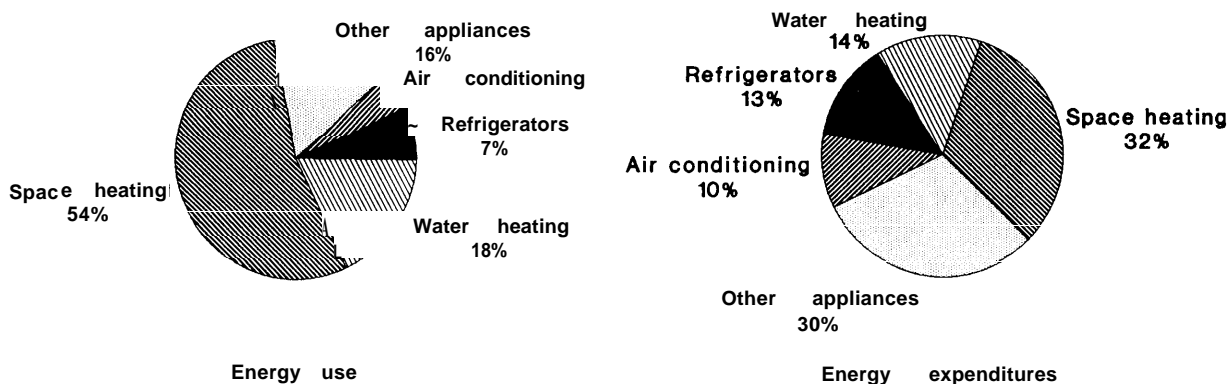 Other appliances
16%
Air conditioning
~ Refrigerators
7%
Space heating
54%
Water heating
18%
Energy use
Water heating
14%
Refrigerators
13%
Space heating
32%
Air conditioning
10%
Other appliances
30%
Energy expenditures